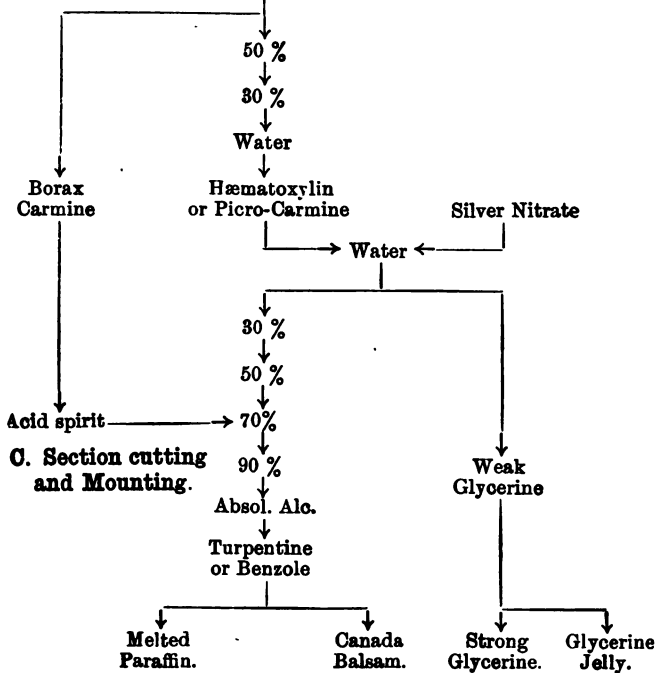 50 %
30 %
Water
Borax
Carmine
Hæmatoxylin
or Picro-Carmine
Silver Nitrate
Water
30 %
50 %
Acid spirit
70%
C. Section cutting
and Mounting.
90 %
Absol. Alc.
Weak
Glycerine
Turpentine
or Benzole
Melted
Paraffin.
Canada
Balsam.
Strong
Glycerine.
Glycerine
Jelly.